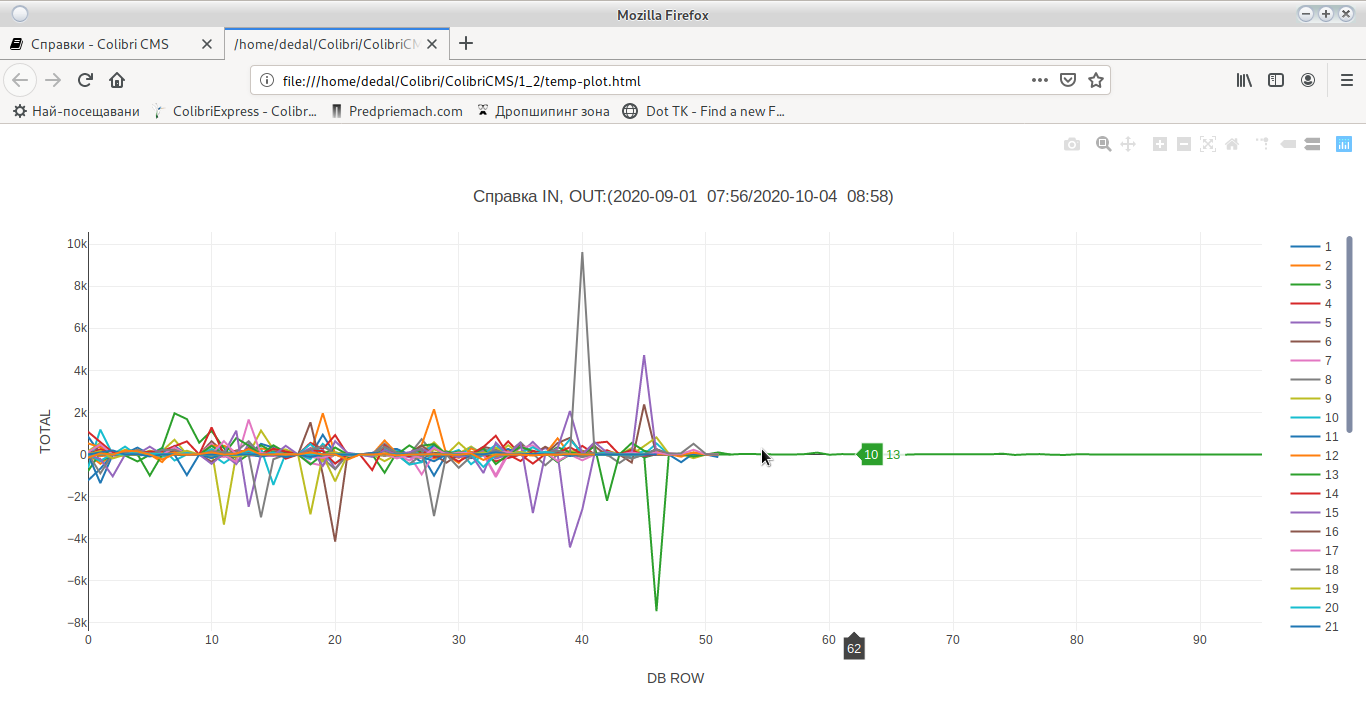 Mozilla Firefox
Справки - Colibri CMS
/home/dedal/Colibri/ColibriCM
file:///home/dedal/Colibri/ColibriCMS/1_2/temp-plot.html
Най-посещавани
ColibriExpress - Colibr...
Predpriemach.com
Дропшипинг зона
Dot TK - Find a new F...
Справка IN, OUT:(2020-09-01 07:56/2020-10-04 08:58)
TOTAL
10k
8k
6k
4k
2k
0
−2k
−4k
−6k
−8k
0 10 20 30 40 50 60 70 80 90
62
DB ROW
10 13
1
2
3
4
5
6
7
8
9
10
11
12
13
14
15
16
17
18
19
20
21